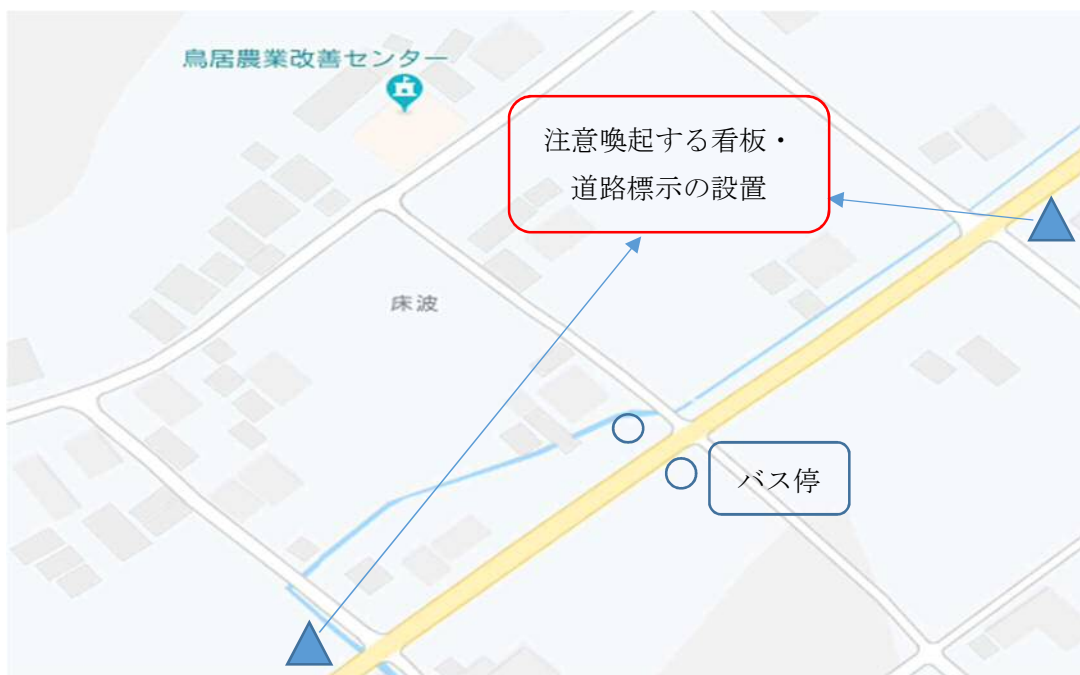 鳥居農業改善センター
注意喚起する看板・
道路標示の設置
床波
バス停